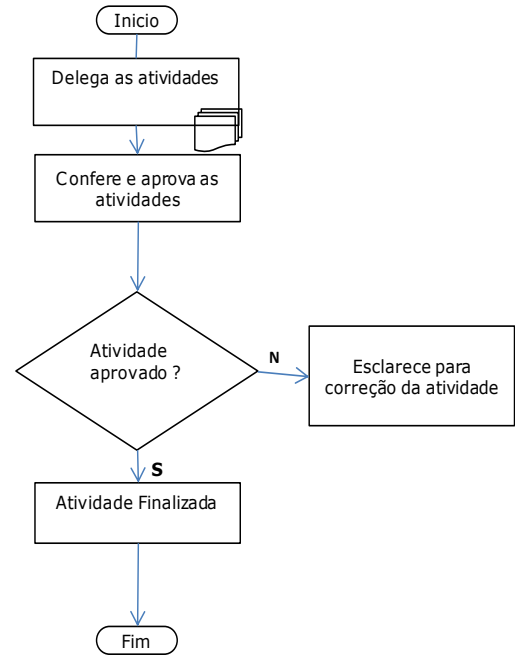 Inicio
Delega as atividades
Confere e aprova as
atividades
Atividade
aprovado ?
N
Esclarece para
correção da atividade
S
Atividade Finalizada
Fim